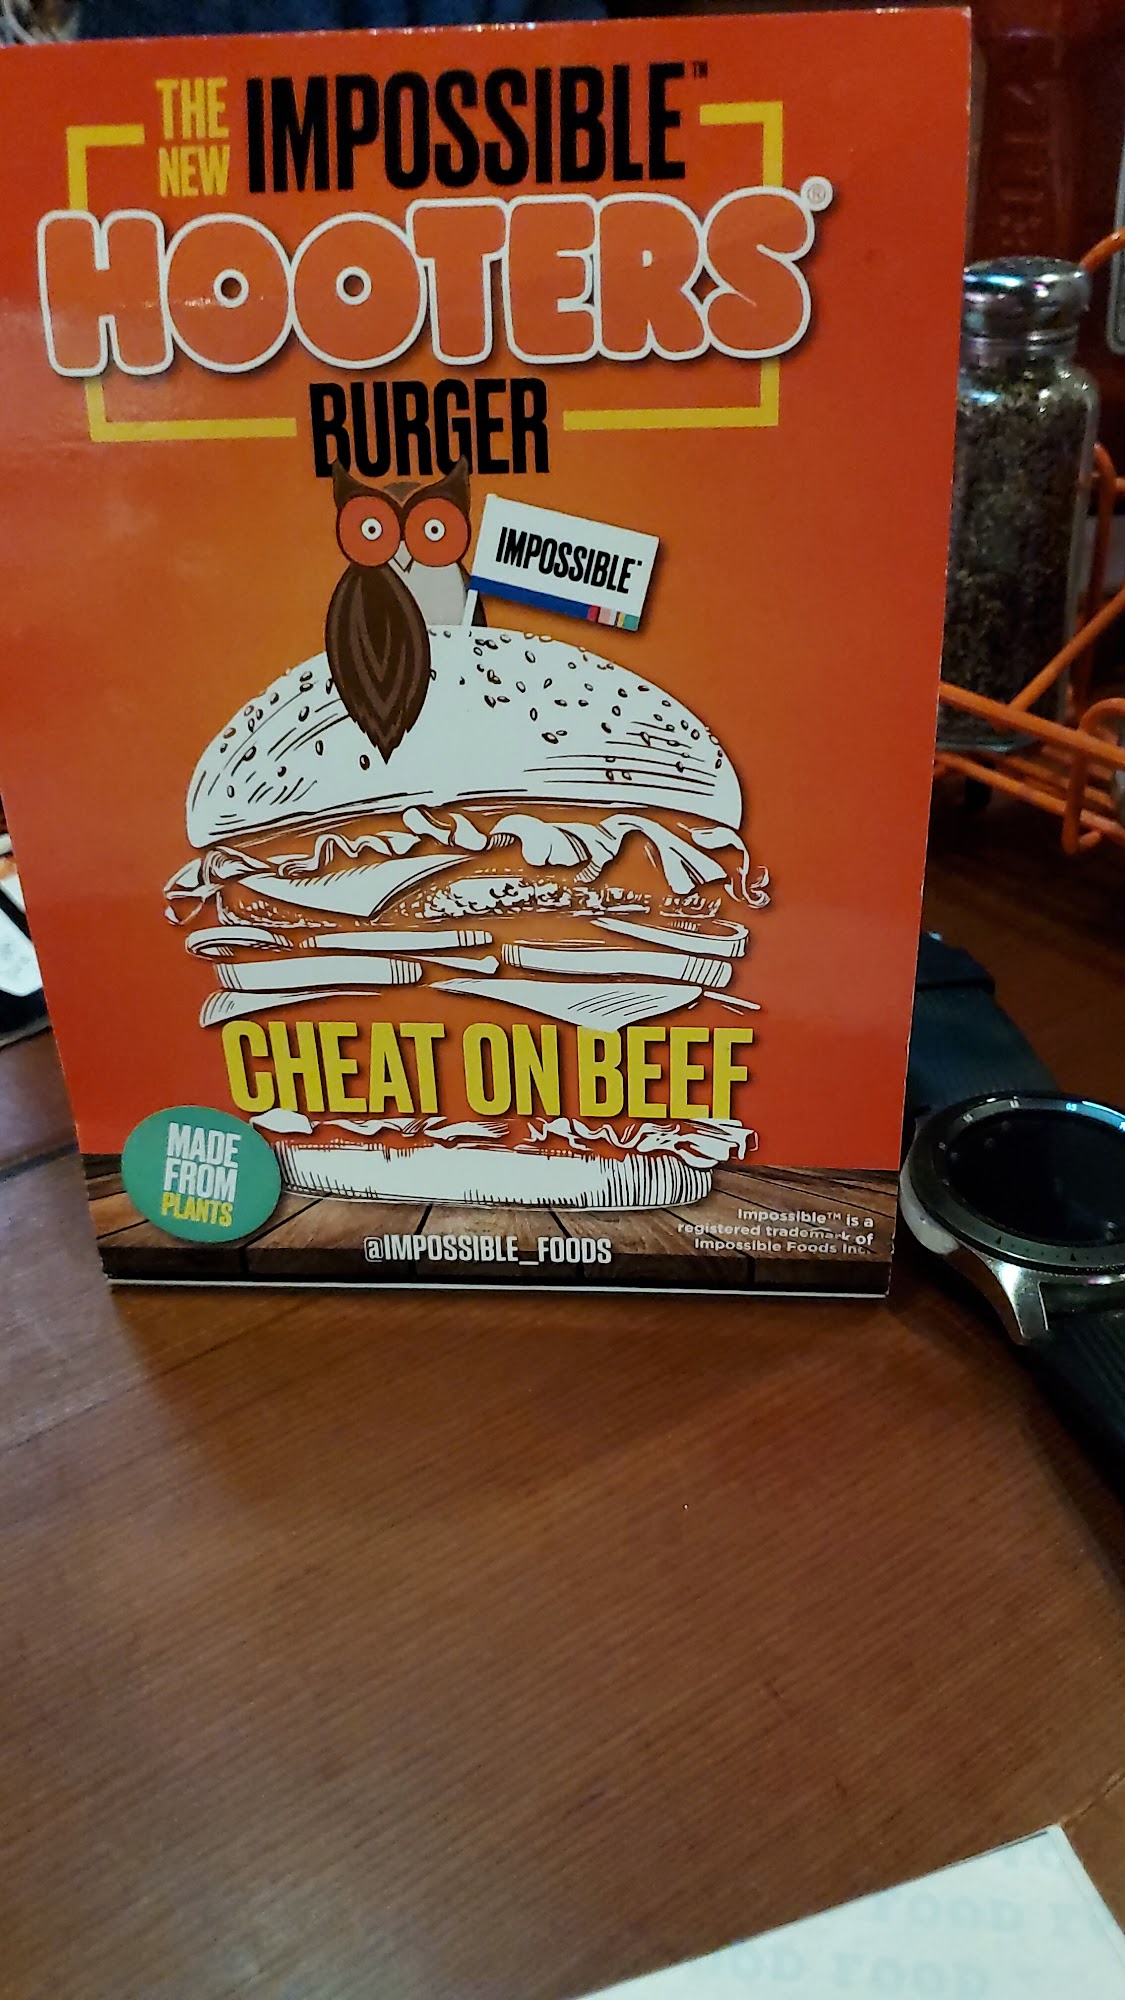 THE NEW IMPOSSIBLE™
HOOTERS®
BURGER
IMPOSSIBLE™
CHEAT ON BEEF
MADE
FROM
PLANTS
@IMPOSSIBLE_FOODS
Impossible™ is a
registered trademark of
Impossible Foods Inc.